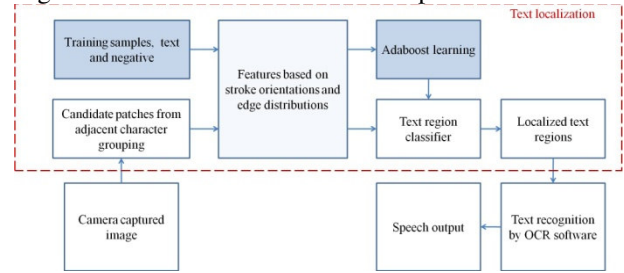 Text localization
Training samples, text
and negative
Features based on
stroke orientations and
edge distributions
Adaboost learning
Candidate patches from
adjacent character
grouping
Text region
classifier
Localized text
regions
Camera captured
image
Speech output
Text recognition
by OCR software